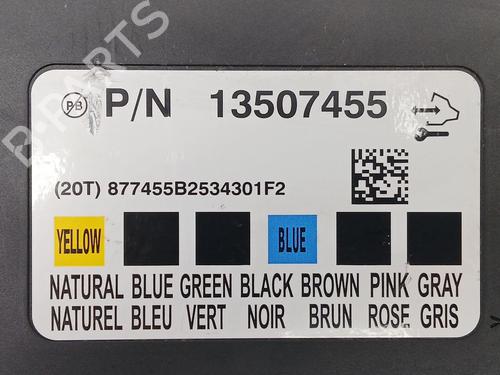 PB P/N 13507455
(20T) 877455B2534301F2
YELLOW BLUE
NATURAL BLUE GREEN BLACK BROWN PINK GRAY
NATUREL BLEU VERT NOIR BRUN ROSE GRIS
B-PARTS